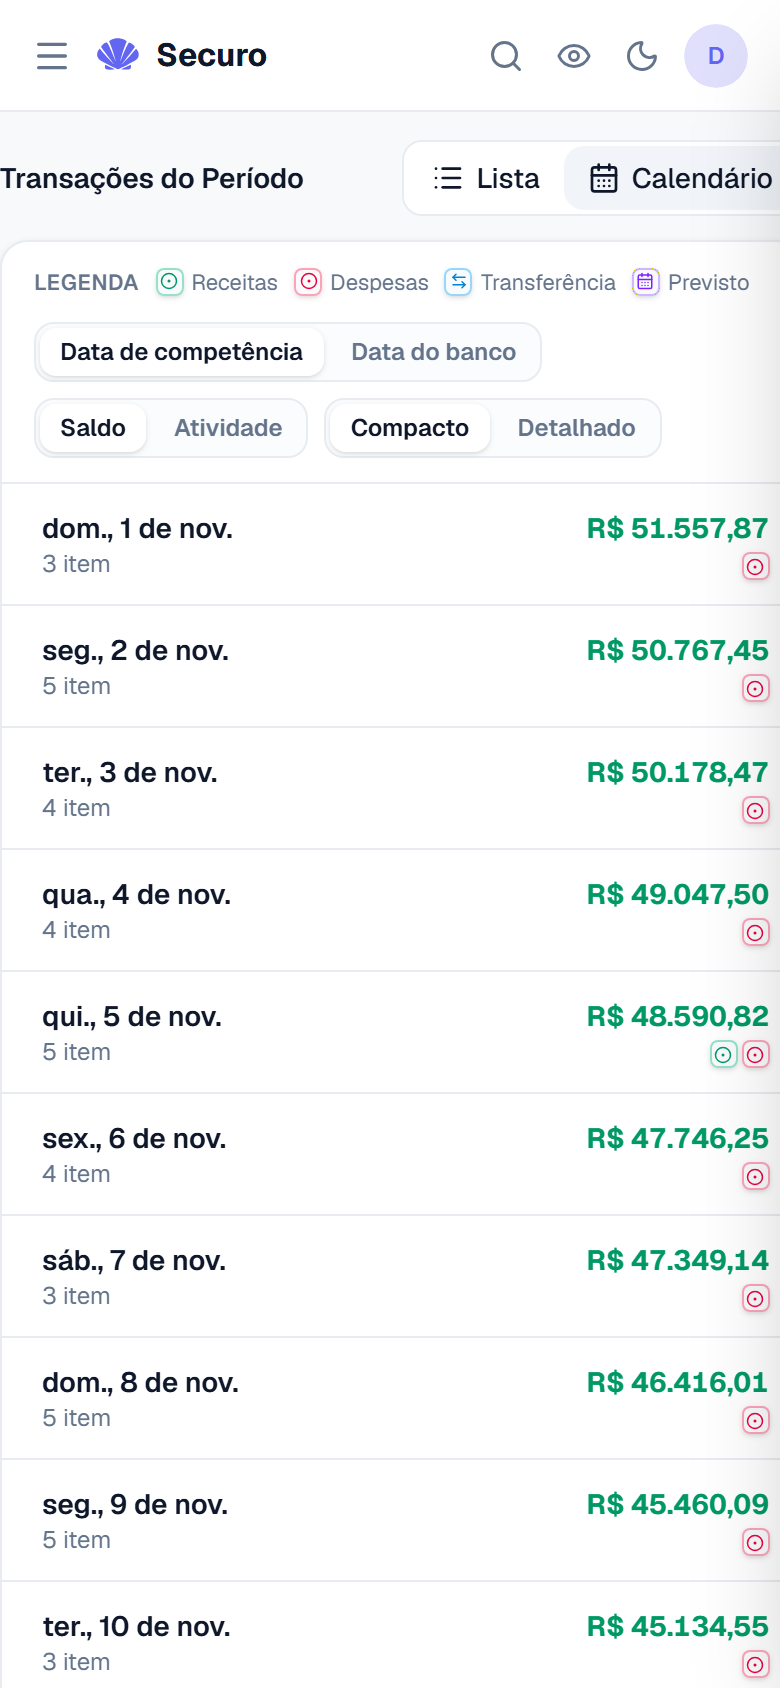 Securo
D
Transações do Período
Lista
Calendário
LEGENDA Receitas Despesas Transferência Previsto
Data de competência Data do banco
Saldo Atividade Compacto Detalhado
dom., 1 de nov. R$ 51.557,87
3 item
seg., 2 de nov. R$ 50.767,45
5 item
ter., 3 de nov. R$ 50.178,47
4 item
qua., 4 de nov. R$ 49.047,50
4 item
qui., 5 de nov. R$ 48.590,82
5 item
sex., 6 de nov. R$ 47.746,25
4 item
sáb., 7 de nov. R$ 47.349,14
3 item
dom., 8 de nov. R$ 46.416,01
5 item
seg., 9 de nov. R$ 45.460,09
5 item
ter., 10 de nov. R$ 45.134,55
3 item